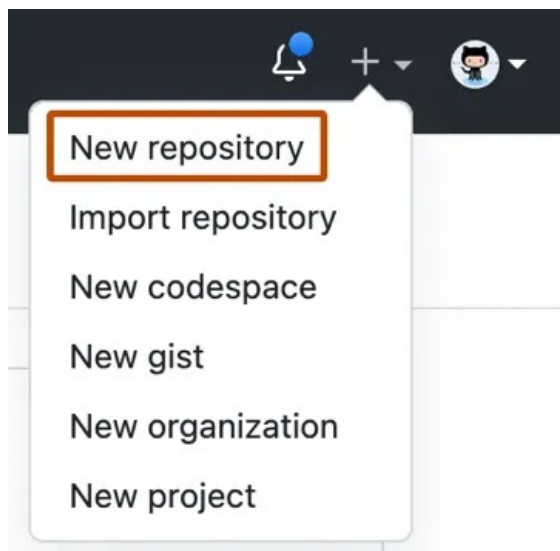 New repository
Import repository
New codespace
New gist
New organization
New project